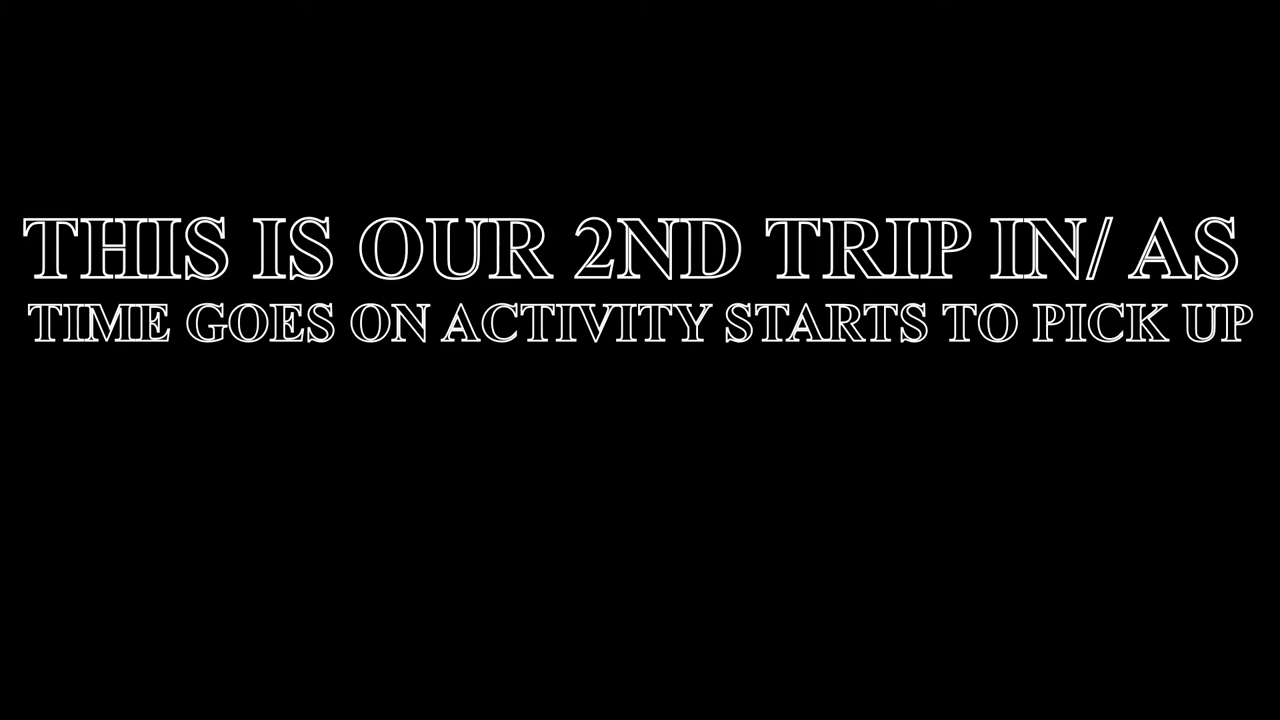 THIS IS OUR 2ND TRIP IN/ AS
TIME GOES ON ACTIVITY STARTS TO PICK UP